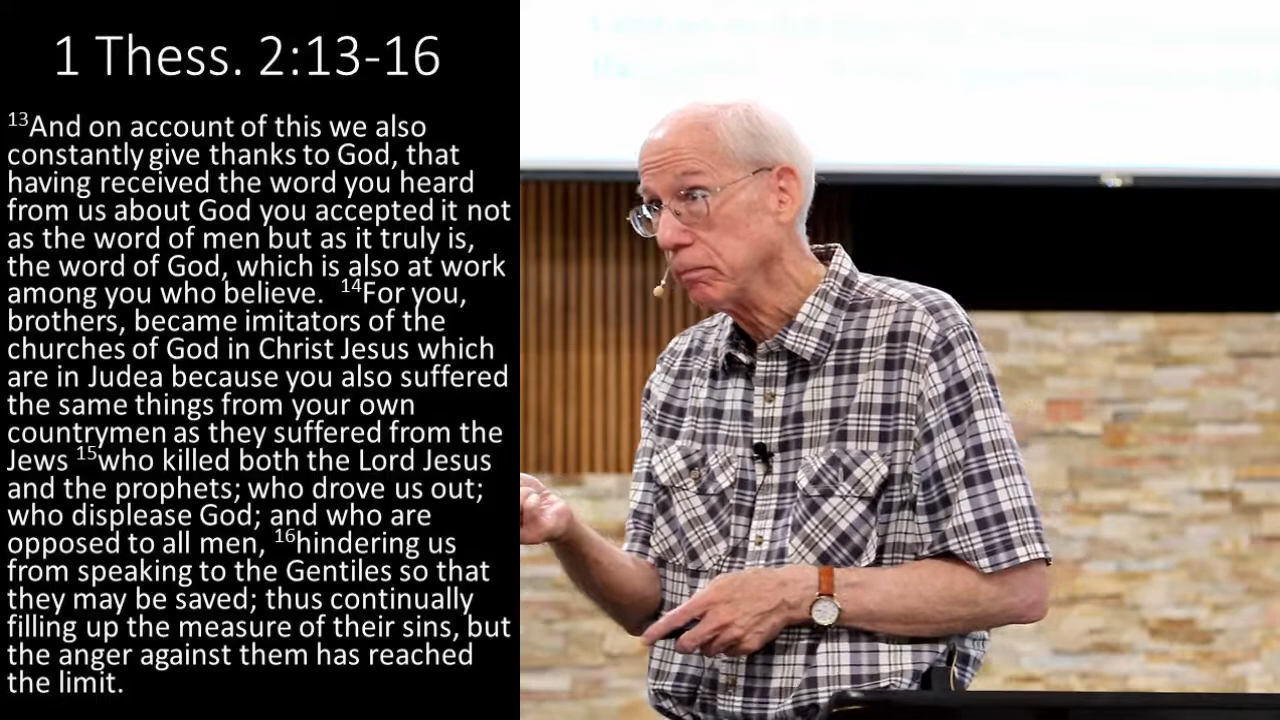 1 Thess. 2:13-16
¹³And on account of this we also
constantly give thanks to God, that
having received the word you heard
from us about God you accepted it not
as the word of men but as it truly is,
the word of God, which is also at work
among you who believe. ¹⁴For you,
brothers, became imitators of the
churches of God in Christ Jesus which
are in Judea because you also suffered
the same things from your own
countrymen as they suffered from the
Jews ¹⁵who killed both the Lord Jesus
and the prophets; who drove us out;
who displease God; and who are
opposed to all men, ¹⁶hindering us
from speaking to the Gentiles so that
they may be saved; thus continually
filling up the measure of their sins, but
the anger against them has reached
the limit.